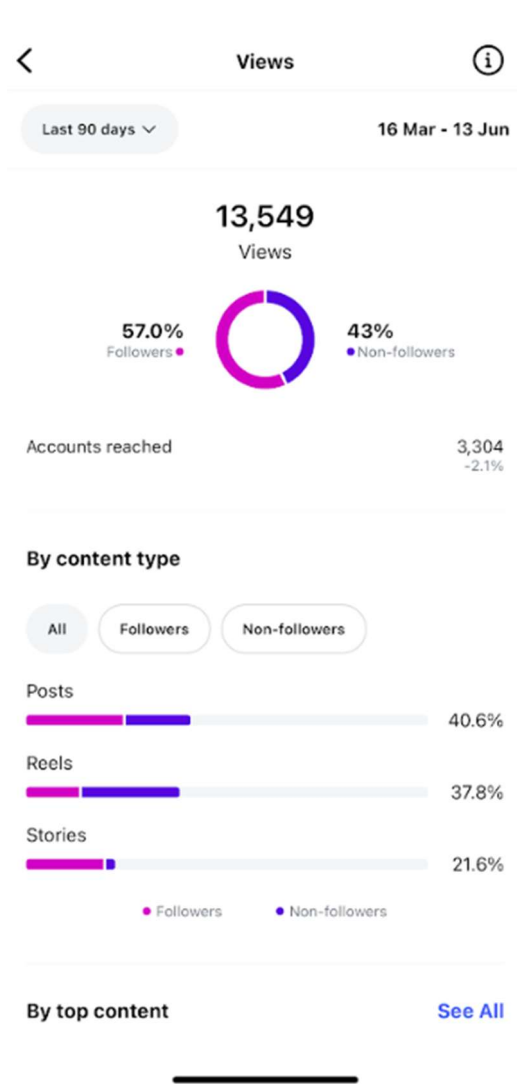 Views
Last 90 days
16 Mar - 13 Jun
13,549
Views
57.0%
Followers
43%
Non-followers
Accounts reached
3,304
-2.1%
By content type
All
Followers
Non-followers
Posts
40.6%
Reels
37.8%
Stories
21.6%
Followers
Non-followers
By top content
See All